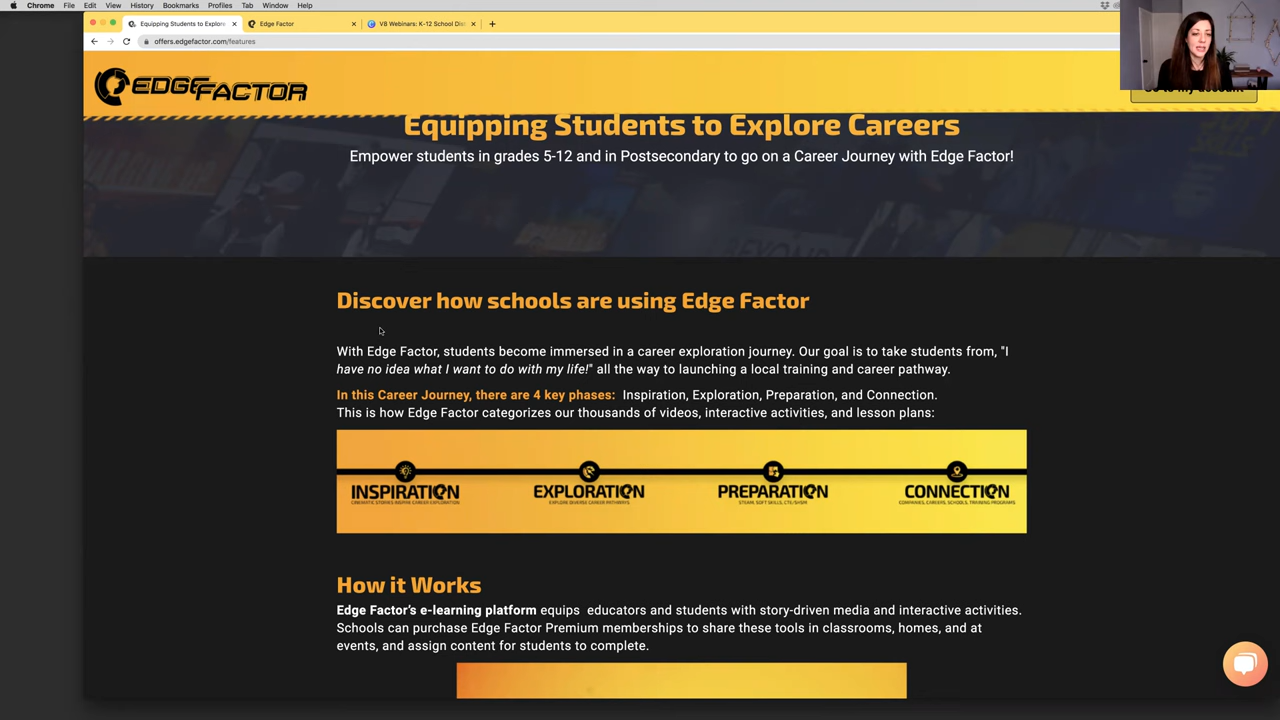 Chrome File Edit View History Bookmarks Profiles Tab Window Help
Equipping Students to Explore
Edge Factor
V8 Webinars: K-12 School Dis
offers.edgefactor.com/features
EDGE FACTOR
Equipping Students to Explore Careers
Empower students in grades 5-12 and in Postsecondary to go on a Career Journey with Edge Factor!
Discover how schools are using Edge Factor
With Edge Factor, students become immersed in a career exploration journey. Our goal is to take students from, "I
have no idea what I want to do with my life!" all the way to launching a local training and career pathway.
In this Career Journey, there are 4 key phases: Inspiration, Exploration, Preparation, and Connection.
This is how Edge Factor categorizes our thousands of videos, interactive activities, and lesson plans:
INSPIRATION
CINEMATIC STORIES INSPIRE CAREER EXPLORATION
EXPLORATION
EXPLORE DIVERSE CAREER PATHWAYS
PREPARATION
STEAM, SOFT SKILLS, CTE/SHSM
CONNECTION
COMPANIES, CAREERS, SCHOOLS, TRAINING PROGRAMS
How it Works
Edge Factor's e-learning platform equips educators and students with story-driven media and interactive activities.
Schools can purchase Edge Factor Premium memberships to share these tools in classrooms, homes, and at
events, and assign content for students to complete.